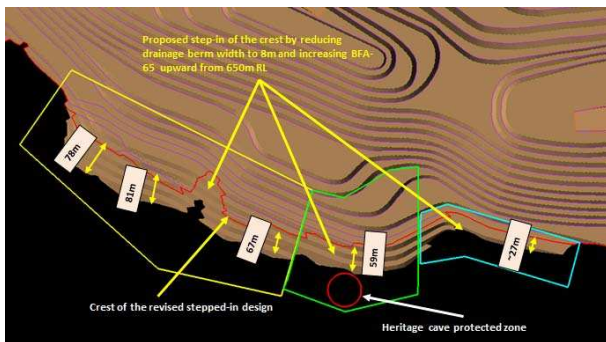 Proposed step-in of the crest by reducing
drainage berm width to 8m and increasing BFA-
65 upward from 650m RL
78m
81m
67m
59m
~27m
Crest of the revised stepped-in design
Heritage cave protected zone